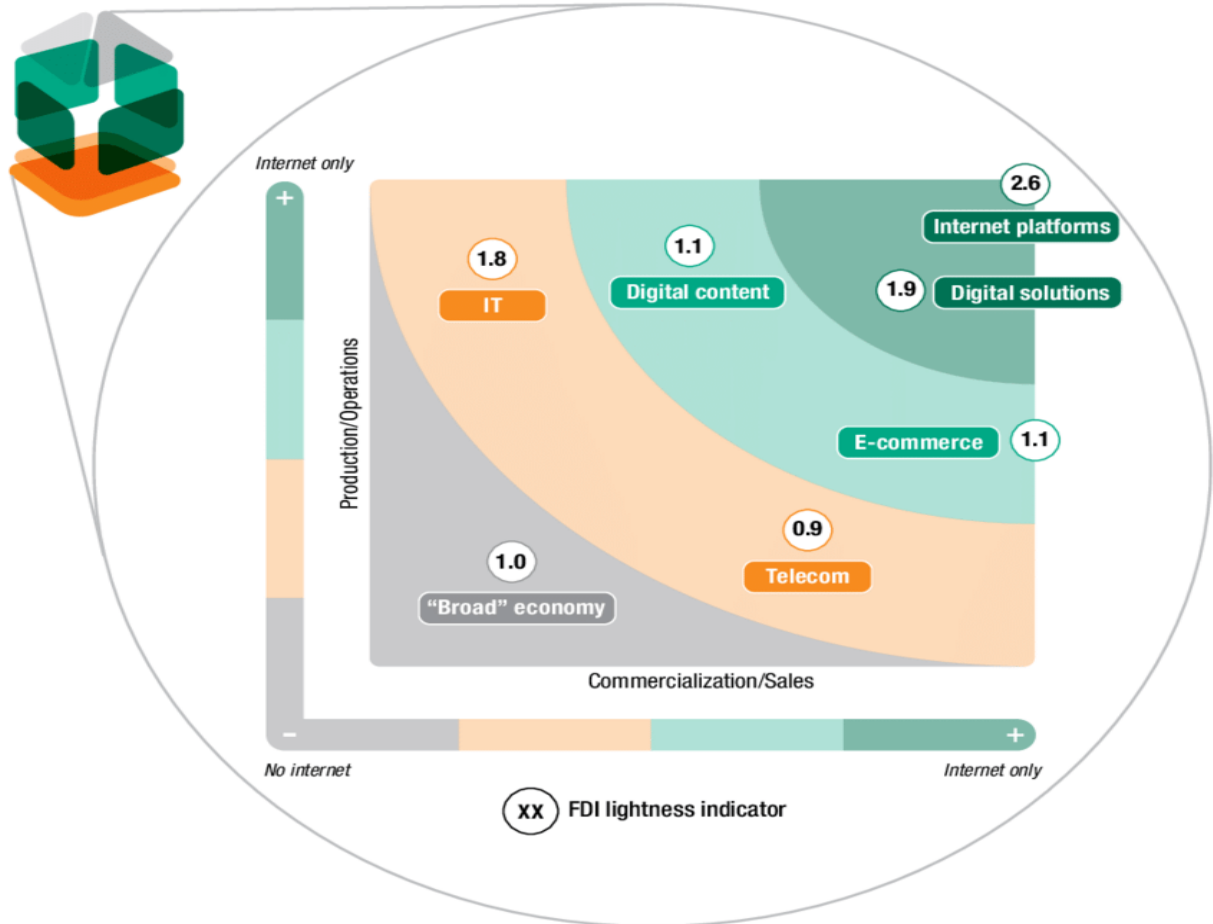 Internet only
+
2.6
Internet platforms
1.8
IT
1.1
Digital content
1.9
Digital solutions
Production/Operations
E-commerce
1.1
0.9
Telecom
1.0
“Broad” economy
Commercialization/Sales
–
+
No internet
Internet only
XX
FDI lightness indicator